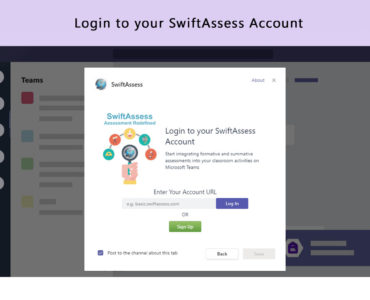 Login to your SwiftAssess Account
Teams
SwiftAssess
About
SwiftAssess
Assessment Redefined
Login to your SwiftAssess
Account
Start integrating formative and summative
assessments into your classroom activities on
Microsoft Teams
Enter Your Account URL
e.g. basic.swiftassess.com
Log In
OR
Sign Up
Post to the channel about this tab
Back
Save